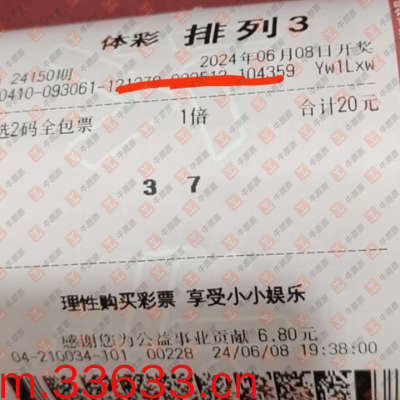 体彩 排列3
24150期 2024年06月08日开奖
0410-093061-1 104359 Yw1Lxw
选2码全包票 1倍 合计20元
3 7
理性购买彩票 享受小小娱乐
感谢您为公益事业贡献 6.80元
04-210034-101 00228 24/06/08 19:38:00
m.33633.cn